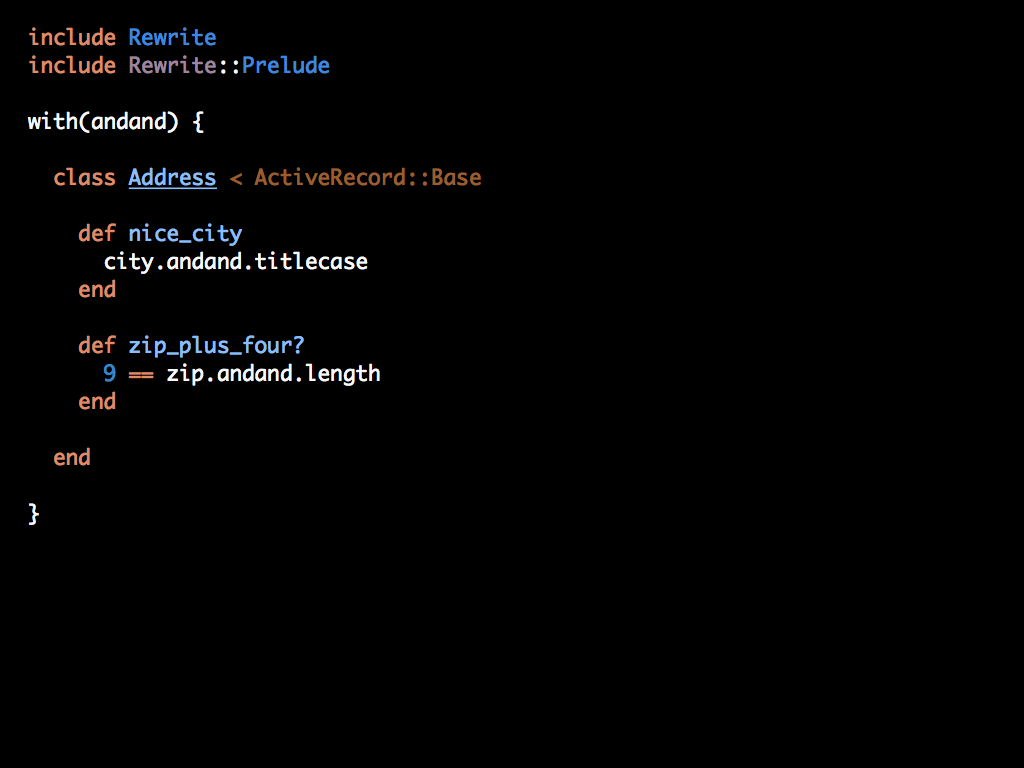 include Rewrite
include Rewrite::Prelude
with(andand) {
class Address < ActiveRecord::Base
def nice_city
city.andand.titlecase
end
def zip_plus_four?
9 == zip.andand.length
end
end
}